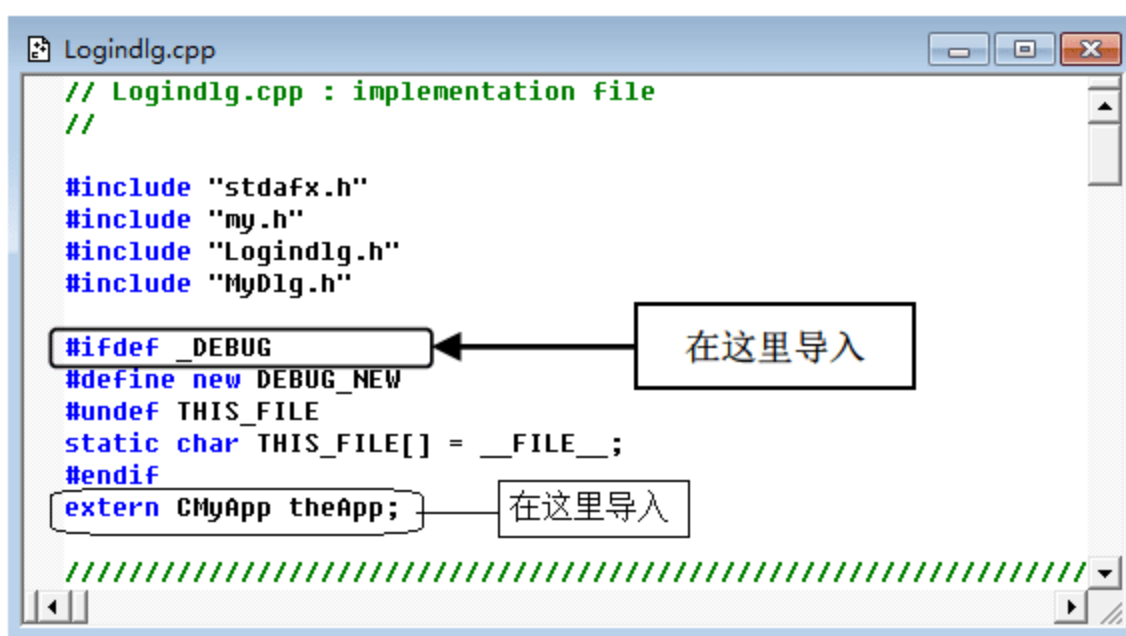 Logindlg.cpp
// Logindlg.cpp : implementation file
//
#include "stdafx.h"
#include "my.h"
#include "Logindlg.h"
#include "MyDlg.h"
#ifdef _DEBUG
在这里导入
#define new DEBUG_NEW
#undef THIS_FILE
static char THIS_FILE[] = __FILE__;
#endif
extern CMyApp theApp;
在这里导入
////////////////////////////////////////////////////////////////